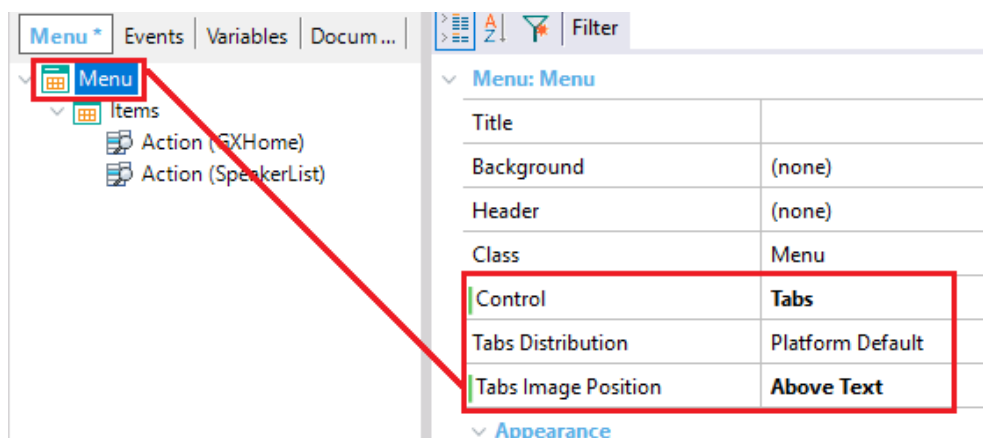 Menu * Events Variables Docum...
Menu
Items
Action (GXHome)
Action (SpeakerList)
A Z Filter
Menu: Menu
Title
Background (none)
Header (none)
Class Menu
Control Tabs
Tabs Distribution Platform Default
Tabs Image Position Above Text
Appearance